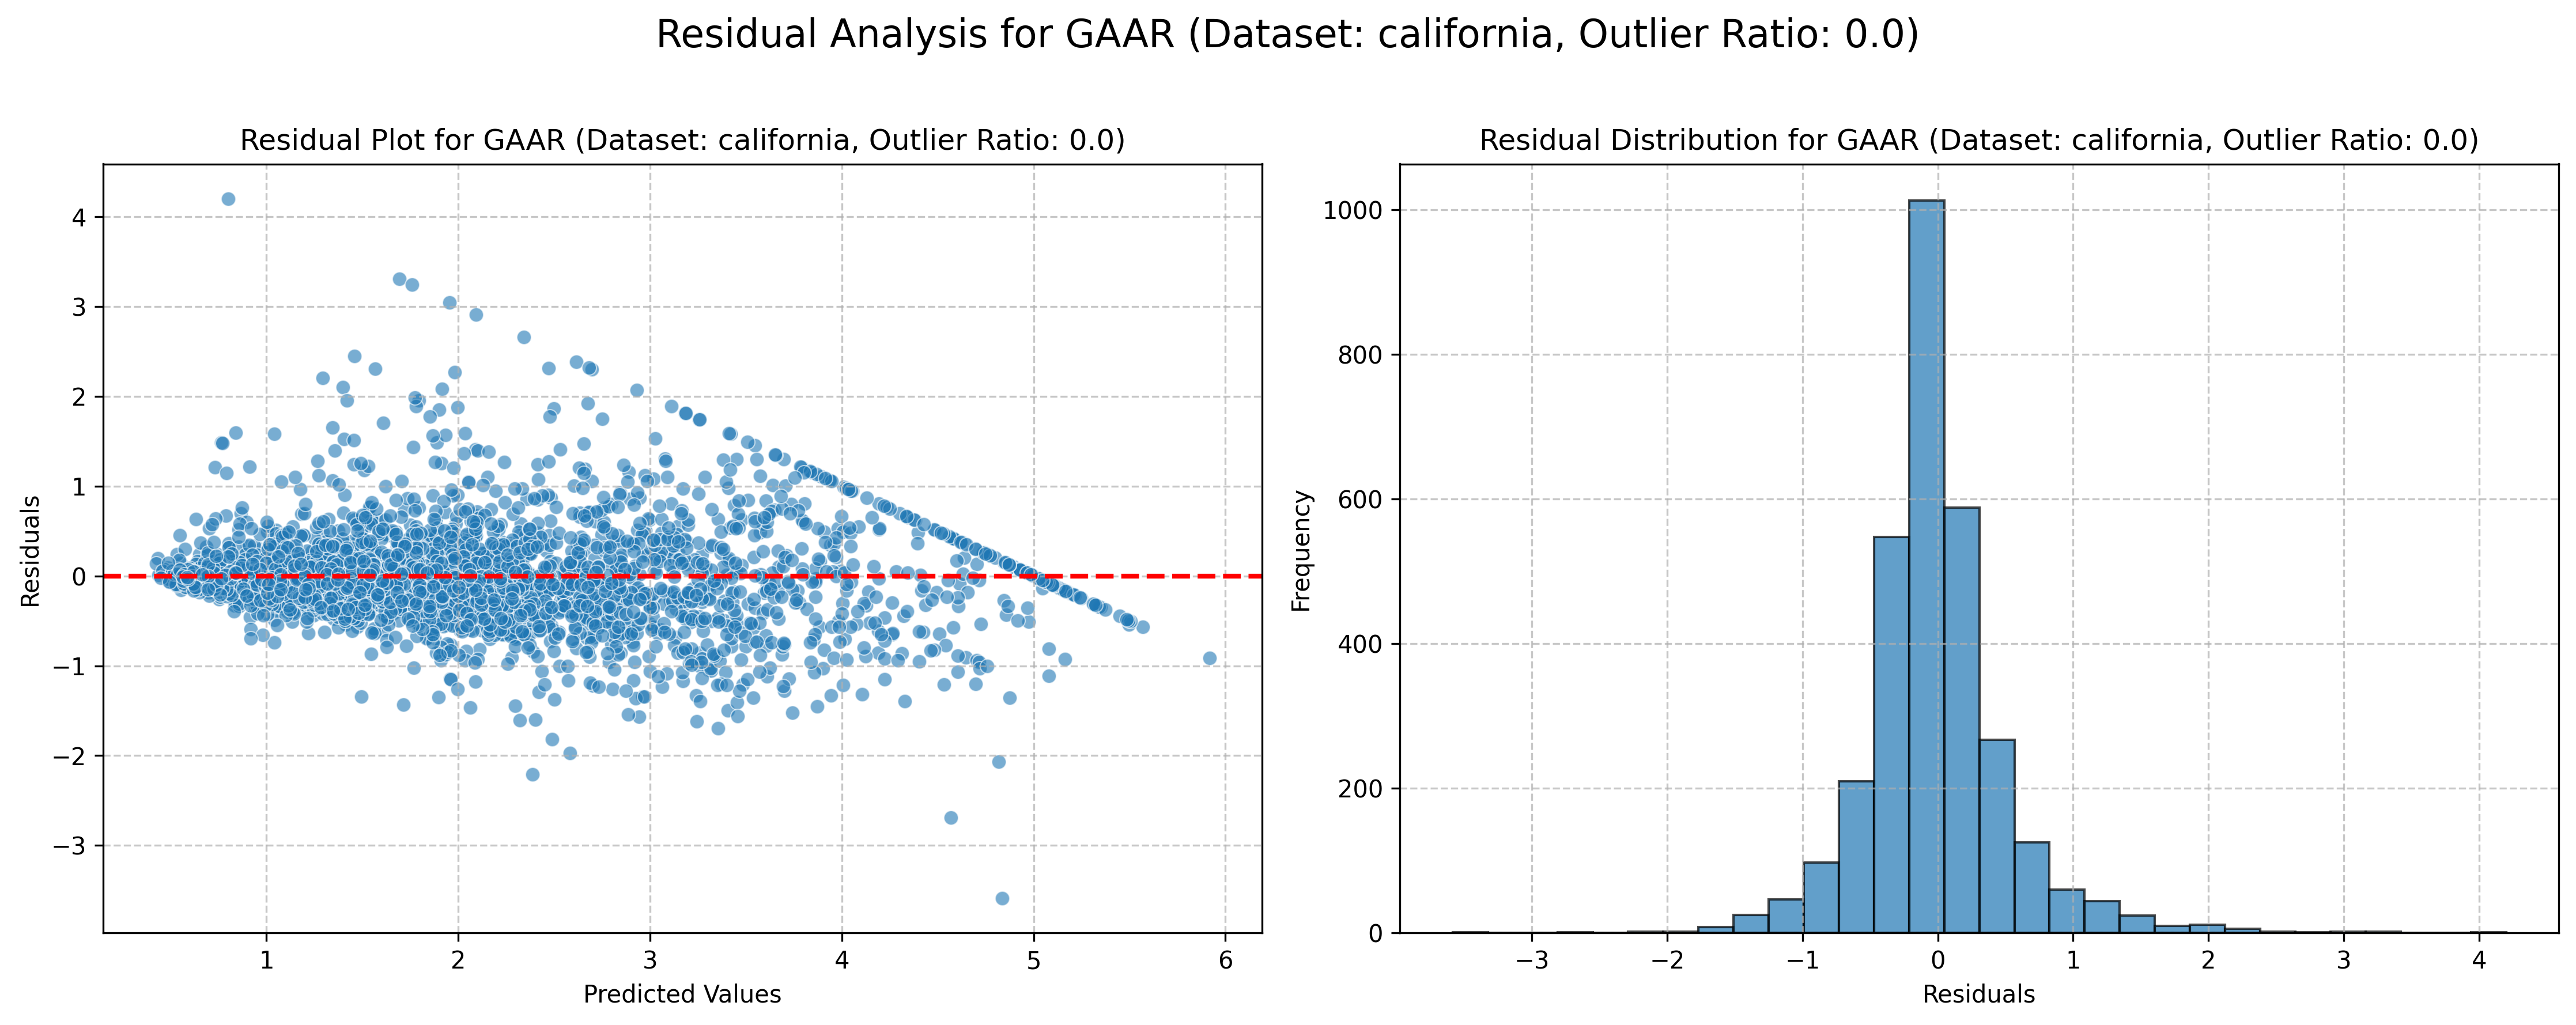 Residual Analysis for GAAR (Dataset: california, Outlier Ratio: 0.0)
Residual Plot for GAAR (Dataset: california, Outlier Ratio: 0.0)
4
3
2
1
0
−1
−2
−3
Residuals
1 2 3 4 5 6
Predicted Values
Residual Distribution for GAAR (Dataset: california, Outlier Ratio: 0.0)
1000
800
600
400
200
0
Frequency
−3 −2 −1 0 1 2 3 4
Residuals